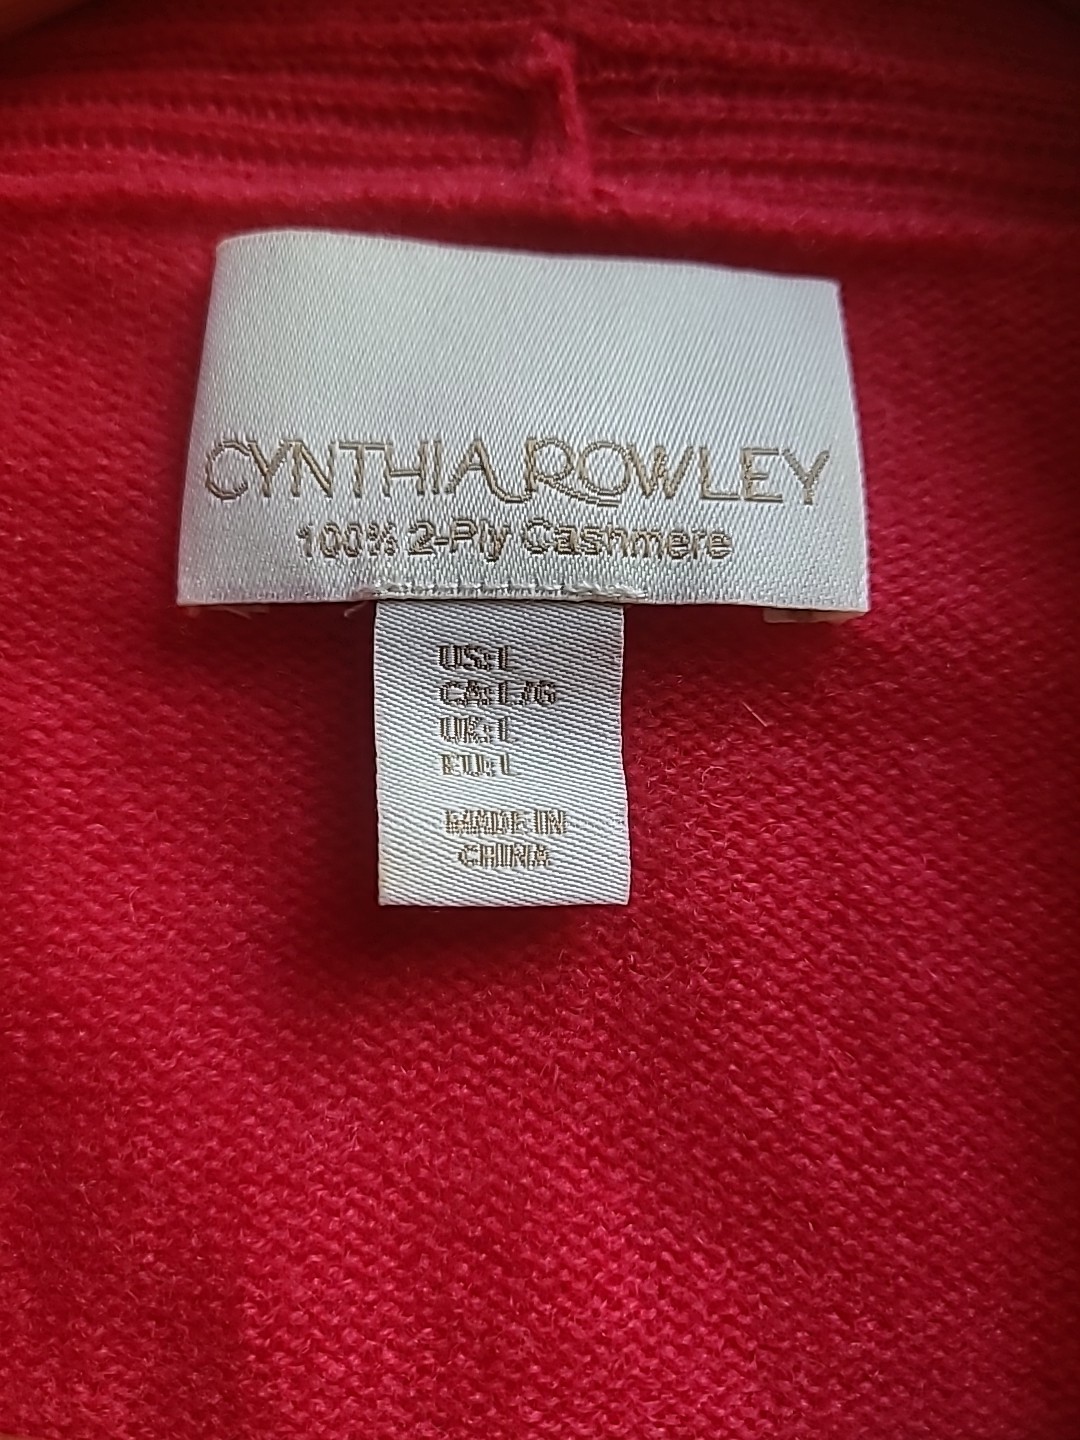 CYNTHIA ROWLEY
100% 2-Ply Cashmere
US:L
CA:L/G
UK:L
EU:L
MADE IN
CHINA